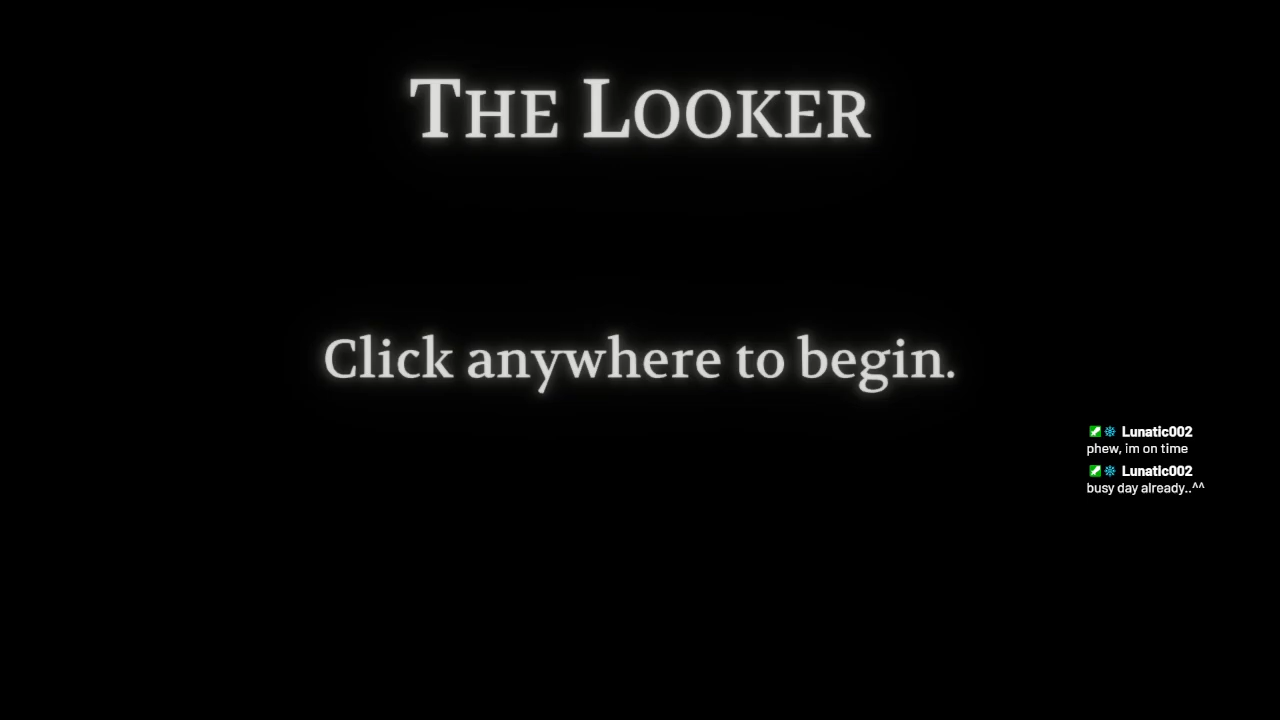 THE LOOKER
Click anywhere to begin.
Lunatic002
phew, im on time
Lunatic002
busy day already..^^